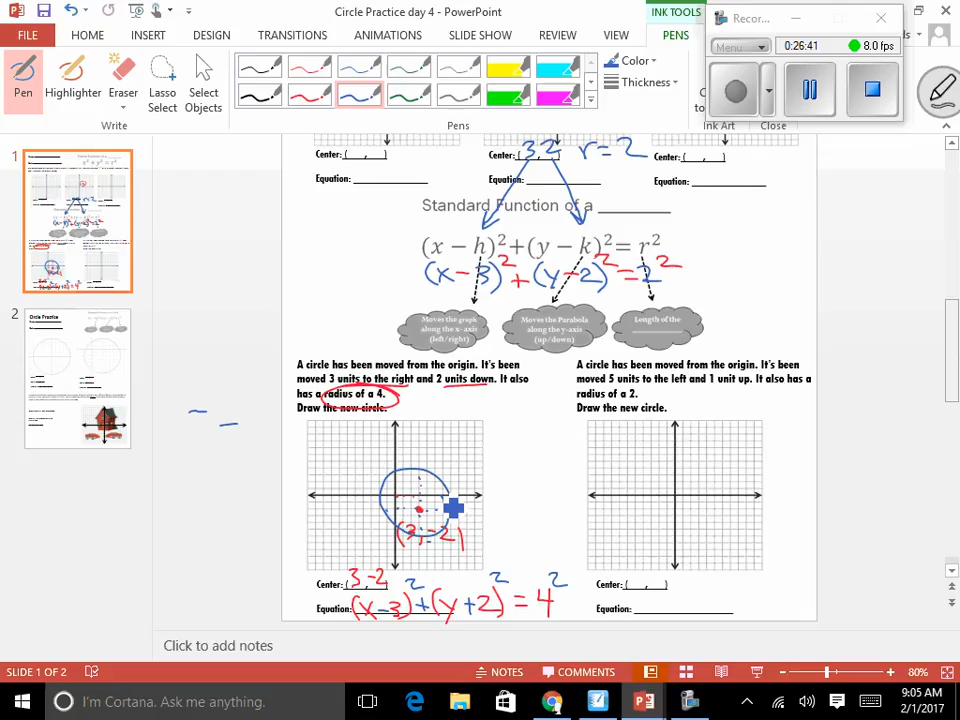 Circle Practice day 4 - PowerPoint
INK TOOLS
Recor...
FILE
HOME
INSERT
DESIGN
TRANSITIONS
ANIMATIONS
SLIDE SHOW
REVIEW
VIEW
PENS
Menu
0:26:41
8.0 fps
Pen
Highlighter
Eraser
Lasso
Select
Select
Objects
Color
Thickness
Write
Pens
Ink Art
Close
1
2
Circle Practice
Center: ( , )
Center: (3, 2) r = 2
Center: ( , )
Equation: ____________
Equation: ____________
Equation: ____________
Standard Function of a ________
(x − h)²+(y − k)²= r²
(x − 3)² + (y − 2)² = 2²
Moves the graph
along the x-axis
(left/right)
Moves the Parabola
along the y-axis
(up/down)
Length of the
A circle has been moved from the origin. It's been
moved 3 units to the right and 2 units down. It also
has a radius of a 4.
Draw the new circle.
A circle has been moved from the origin. It's been
moved 5 units to the left and 1 unit up. It also has a
radius of a 2.
Draw the new circle.
(3, -2)
Center: (3 -2)
Equation: (x-3)² + (y+2)² = 4²
Center: ( , )
Equation: ____________
Click to add notes
SLIDE 1 OF 2
NOTES
COMMENTS
80%
I'm Cortana. Ask me anything.
9:05 AM
2/1/2017